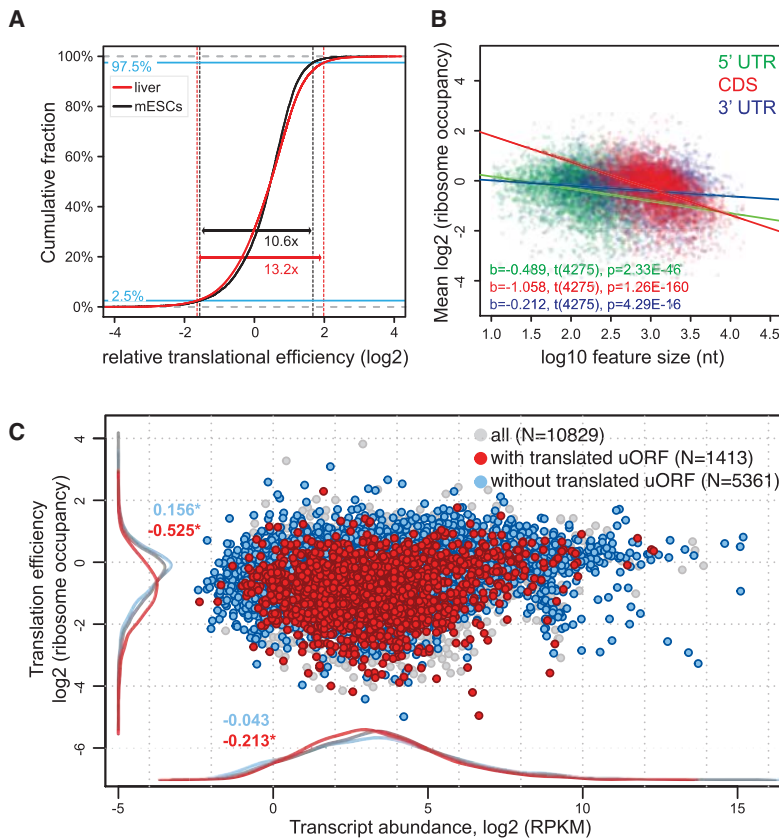 A
100%
80%
60%
40%
20%
0%
Cumulative fraction
97.5%
liver
mESCs
10.6x
13.2x
2.5%
-4
-2
0
2
4
relative translational efficiency (log2)
B
4
2
0
-2
-4
Mean log2 (ribosome occupancy)
5' UTR
CDS
3' UTR
b=-0.489, t(4275), p=2.33E-46
b=-1.058, t(4275), p=1.26E-160
b=-0.212, t(4275), p=4.29E-16
1.0
1.5
2.0
2.5
3.0
3.5
4.0
4.5
log10 feature size (nt)
C
4
2
0
-2
-4
-6
Translation efficiency
log2 (ribosome occupancy)
all (N=10829)
with translated uORF (N=1413)
without translated uORF (N=5361)
0.156*
-0.525*
-0.043
-0.213*
-5
0
5
10
15
Transcript abundance, log2 (RPKM)